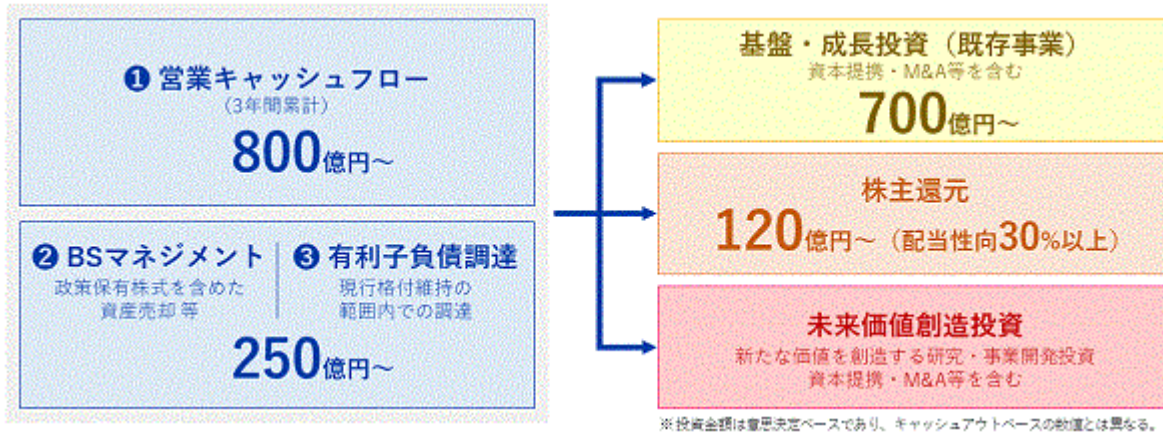 ❶ 営業キャッシュフロー
(3年間累計)
800億円～
❷ BSマネジメント
政策保有株式を含めた
資産売却 等
❸ 有利子負債調達
現行格付維持の
範囲内での調達
250億円～
基盤・成長投資（既存事業）
資本提携・M&A等を含む
700億円～
株主還元
120億円～（配当性向30%以上）
未来価値創造投資
新たな価値を創造する研究・事業開発投資
資本提携・M&A等を含む
※ 投資金額は意思決定ベースであり、キャッシュアウトベースの数値とは異なる。